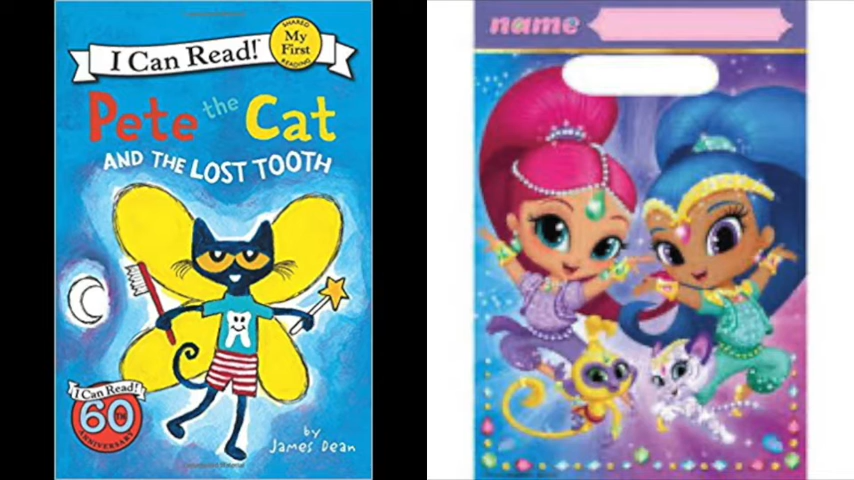 I Can Read!
SHARED
My
First
READING
Pete the Cat
AND THE LOST TOOTH
I Can Read!
60TH
ANNIVERSARY
by
James Dean
name